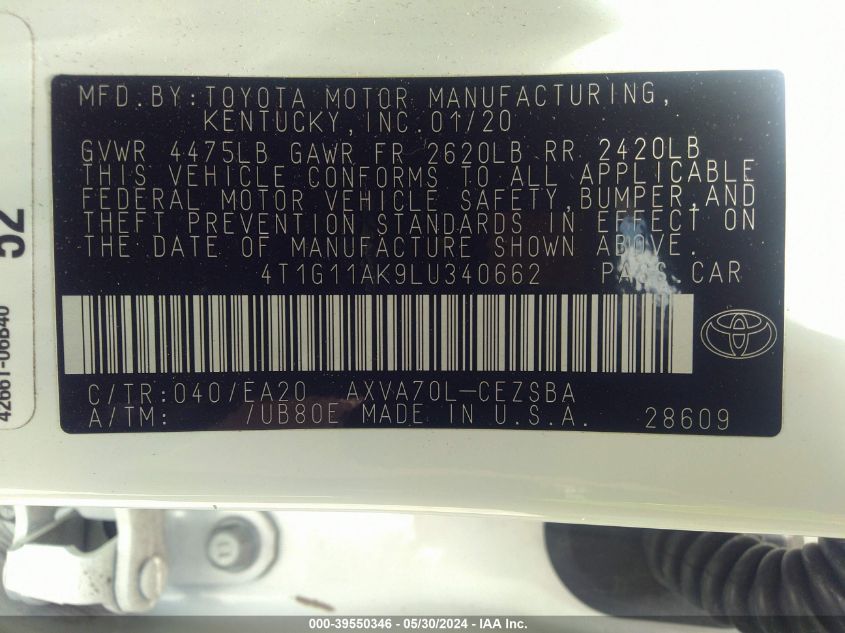 MFD. BY: TOYOTA MOTOR MANUFACTURING,
KENTUCKY, INC. 01/20
GVWR 4475LB GAWR FR 2620LB RR 2420LB
THIS VEHICLE CONFORMS TO ALL APPLICABLE
FEDERAL MOTOR VEHICLE SAFETY, BUMPER, AND
THEFT PREVENTION STANDARDS IN EFFECT ON
THE DATE OF MANUFACTURE SHOWN ABOVE.
4T1G11AK9LU340662 PASS CAR
C/TR: 040/EA20 AXVA70L-CEZSBA
A/TM: /UB80E MADE IN U.S.A. 28609
52
42661-06B40
000-39550346 - 05/30/2024 - IAA Inc.